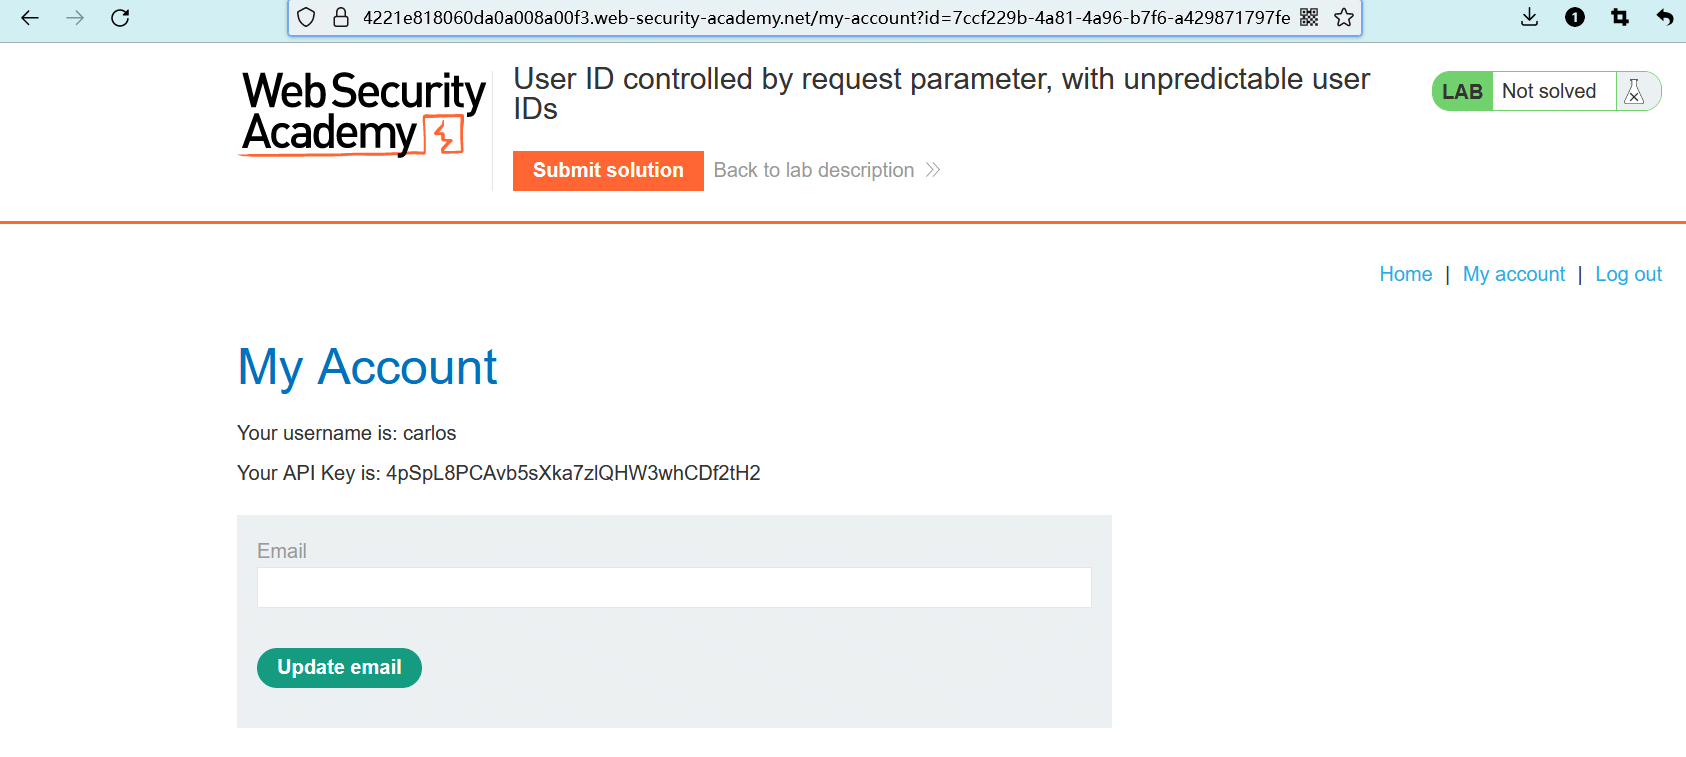 4221e818060da0a008a00f3.web-security-academy.net/my-account?id=7ccf229b-4a81-4a96-b7f6-a429871797fe
1
WebSecurity
Academy
User ID controlled by request parameter, with unpredictable user
IDs
LAB Not solved
Submit solution
Back to lab description
Home | My account | Log out
My Account
Your username is: carlos
Your API Key is: 4pSpL8PCAvb5sXka7zlQHW3whCDf2tH2
Email
Update email